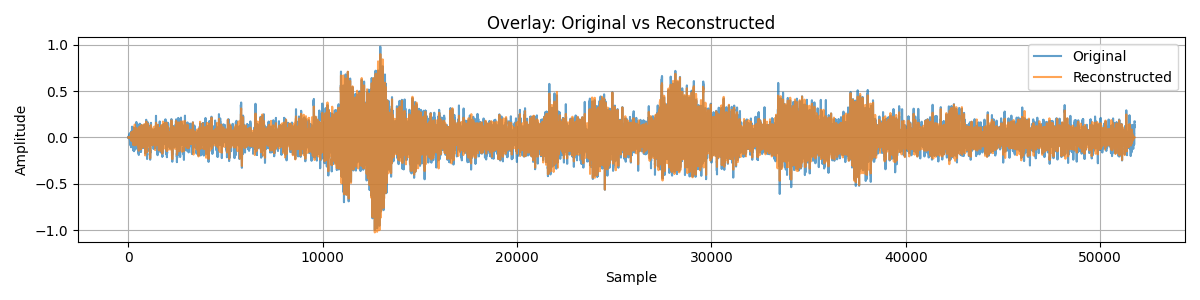 Overlay: Original vs Reconstructed
Original
Reconstructed
1.0
0.5
0.0
−0.5
−1.0
Amplitude
0 10000 20000 30000 40000 50000
Sample